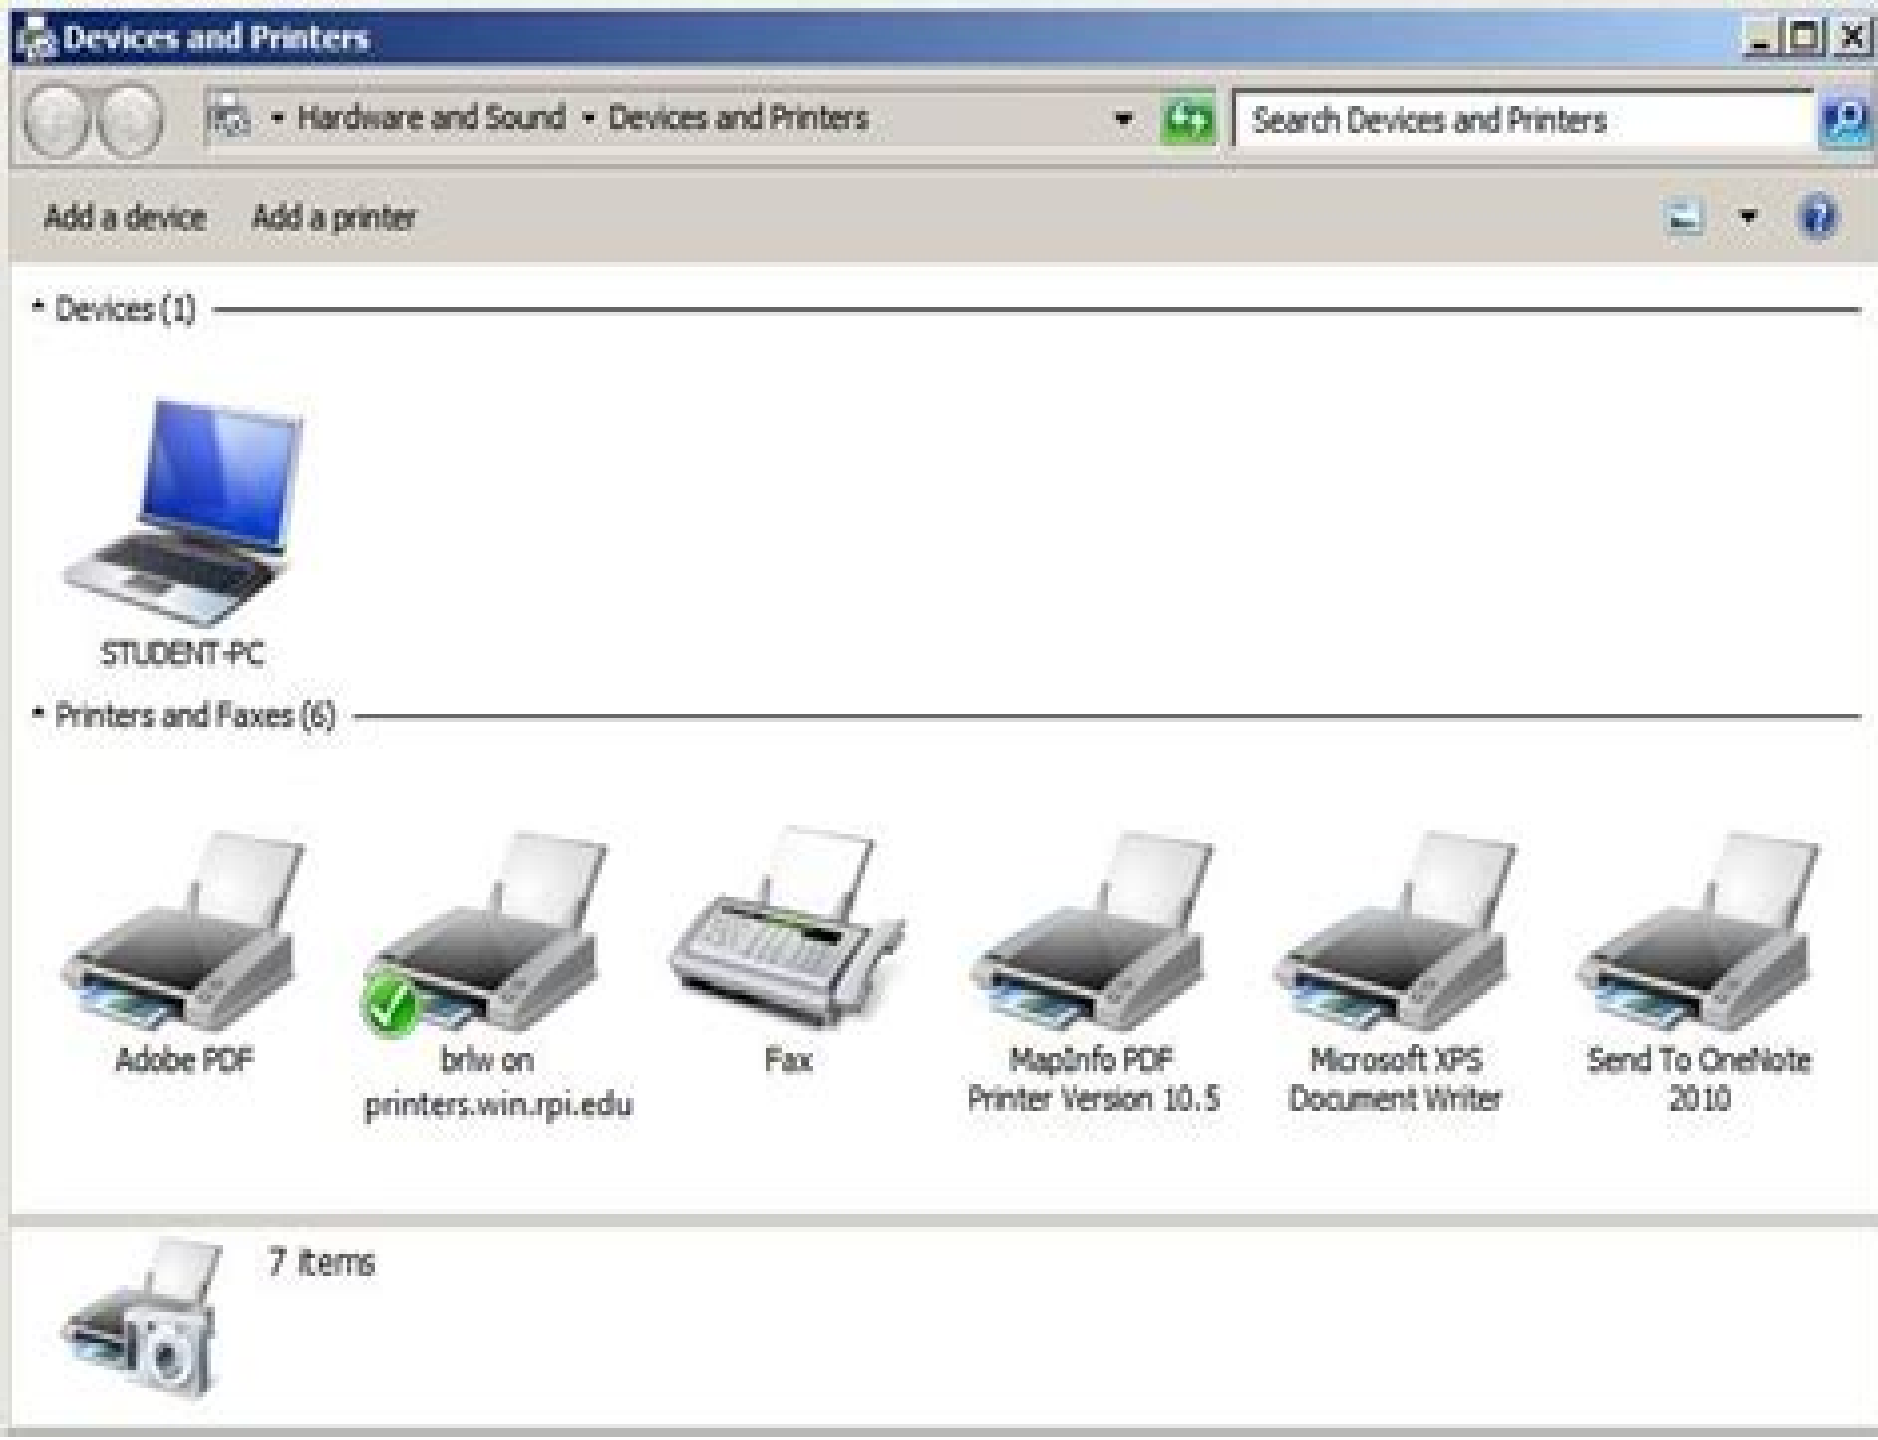 Devices and Printers
Hardware and Sound • Devices and Printers
Search Devices and Printers
Add a device Add a printer
Devices (1)
STUDENT-PC
Printers and Faxes (6)
Adobe PDF
brlw on
printers.win.rpi.edu
Fax
MapInfo PDF
Printer Version 10.5
Microsoft XPS
Document Writer
Send To OneNote
2010
7 items